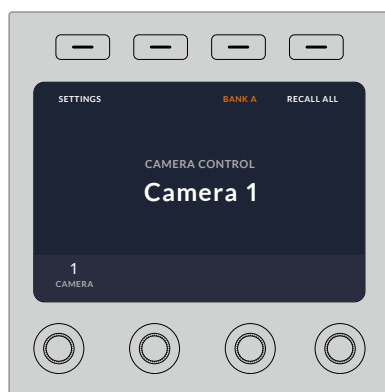 SETTINGS BANK A RECALL ALL
CAMERA CONTROL
Camera 1
1
CAMERA